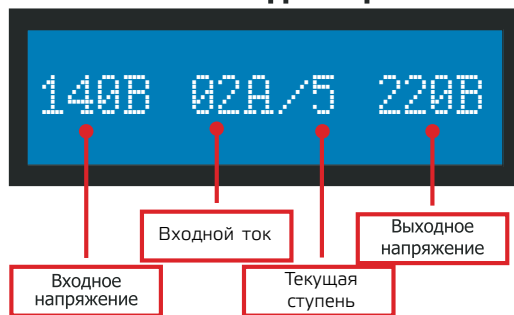 140В 02А/5 220В
Входной ток
Выходное
напряжение
Входное
напряжение
Текущая
ступень